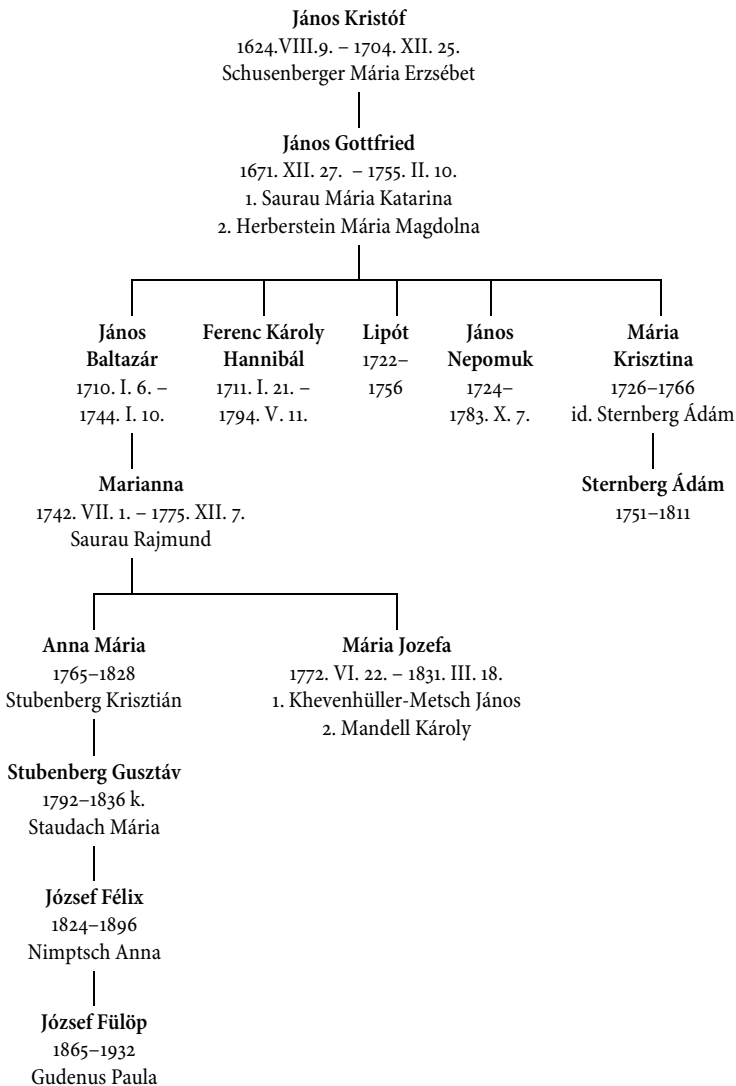 János Kristóf
1624.VIII.9. – 1704. XII. 25.
Schusenberger Mária Erzsébet
János Gottfried
1671. XII. 27. – 1755. II. 10.
1. Saurau Mária Katarina
2. Herberstein Mária Magdolna
János
Baltazár
1710. I. 6. –
1744. I. 10.
Ferenc Károly
Hannibál
1711. I. 21. –
1794. V. 11.
Lipót
1722–
1756
János
Nepomuk
1724–
1783. X. 7.
Mária
Krisztina
1726–1766
id. Sternberg Ádám
Marianna
1742. VII. 1. – 1775. XII. 7.
Saurau Rajmund
Sternberg Ádám
1751–1811
Anna Mária
1765–1828
Stubenberg Krisztián
Mária Jozefa
1772. VI. 22. – 1831. III. 18.
1. Khevenhüller-Metsch János
2. Mandell Károly
Stubenberg Gusztáv
1792–1836 k.
Staudach Mária
József Félix
1824–1896
Nimptsch Anna
József Fülöp
1865–1932
Gudenus Paula